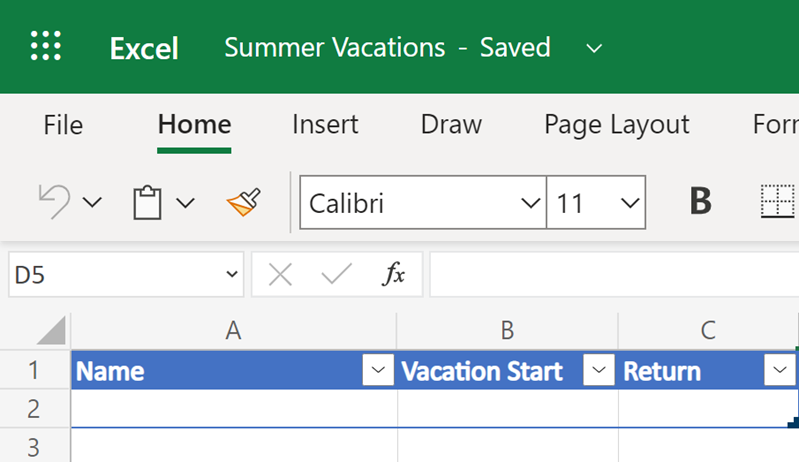 Excel Summer Vacations - Saved
File Home Insert Draw Page Layout Forr
Calibri 11 B
D5 fx
A B C
1 Name Vacation Start Return
2
3